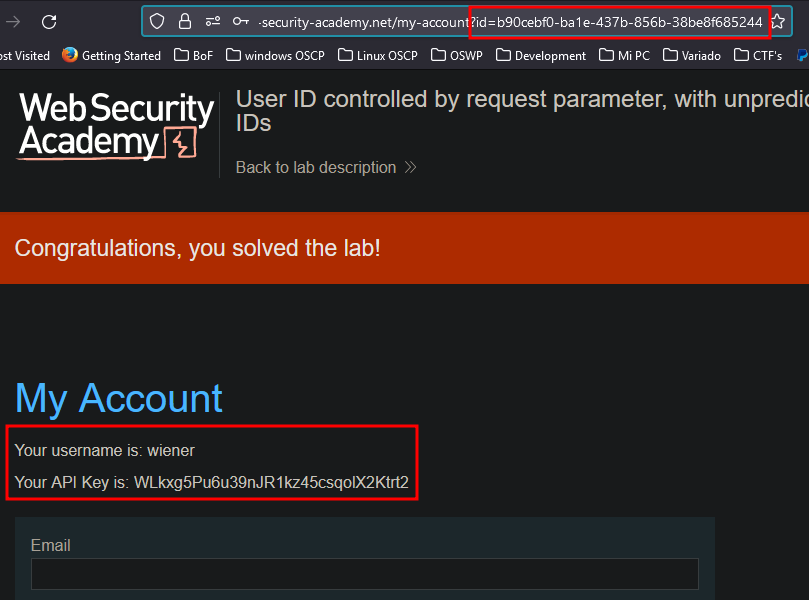 -security-academy.net/my-account?id=b90cebf0-ba1e-437b-856b-38be8f685244
ost Visited Getting Started BoF windows OSCP Linux OSCP OSWP Development Mi PC Variado CTF's
Web Security
Academy
User ID controlled by request parameter, with unpredic
IDs
Back to lab description
Congratulations, you solved the lab!
My Account
Your username is: wiener
Your API Key is: WLkxg5Pu6u39nJR1kz45csqolX2Ktrt2
Email